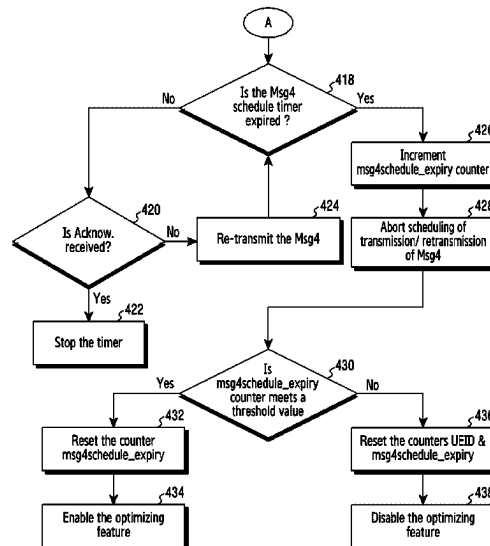 A
418
Is the Msg4
schedule timer
expired ?
No
Yes
426
Increment
msg4schedule_expiry counter
420
Is Acknow.
received?
No
424
Re-transmit the Msg4
428
Abort scheduling of
transmission/ retransmission
of Msg4
Yes
422
Stop the timer
430
Is
msg4schedule_expiry
counter meets a
threshold value
Yes
No
432
Reset the counter
msg4schedule_expiry
436
Reset the counters UEID &
msg4schedule_expiry
434
Enable the optimizing
feature
438
Disable the optimizing
feature